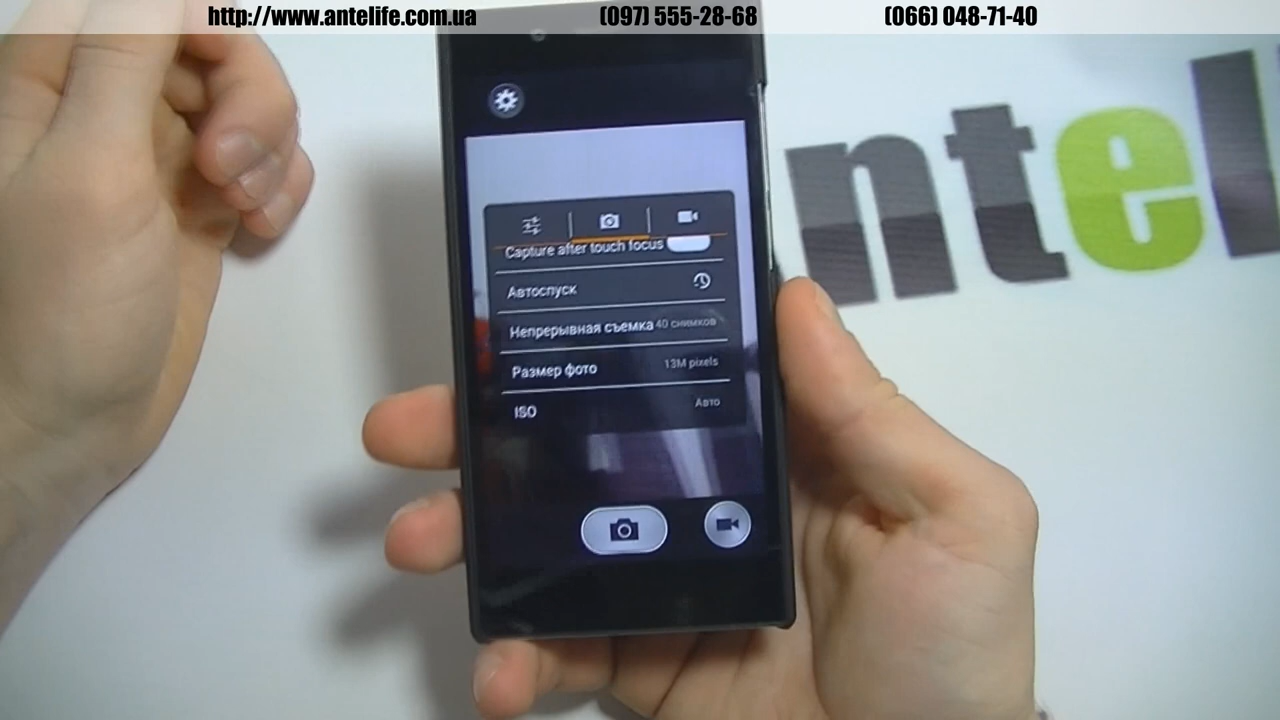 http://www.antelife.com.ua (097) 555-28-68 (066) 048-71-40
antel
Capture after touch focus
Автоспуск
Непрерывная съемка 40 снимков
Размер фото 13M pixels
ISO Авто